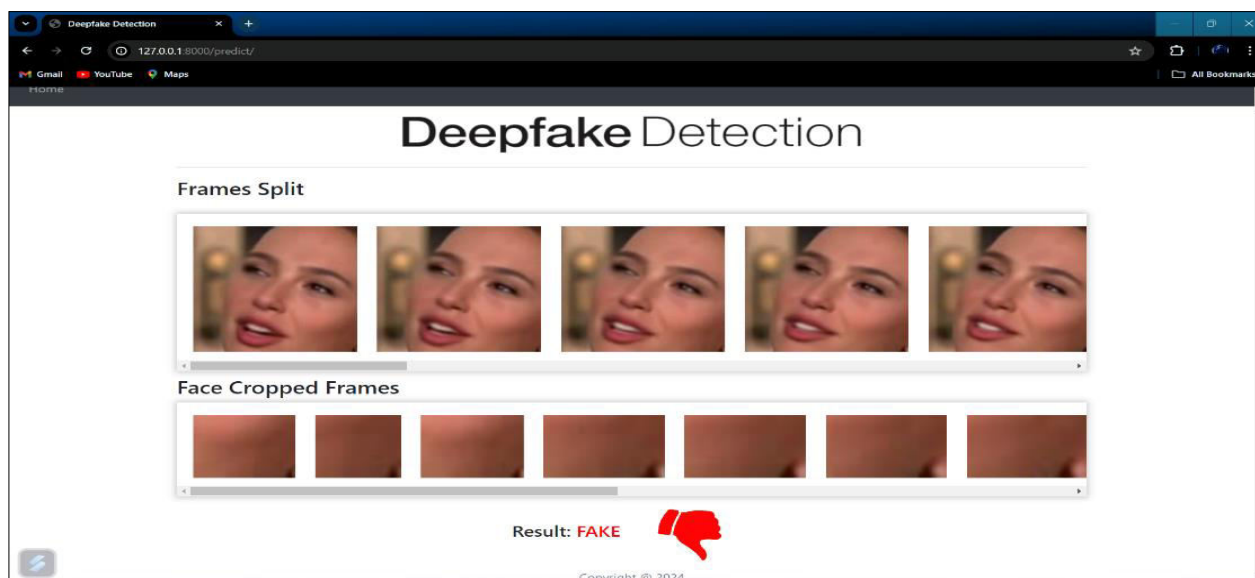 Deepfake Detection
127.0.0.1:8000/predict/
Gmail YouTube Maps All Bookmarks
Home
Deepfake Detection
Frames Split
Face Cropped Frames
Result: FAKE
Copyright @ 2024